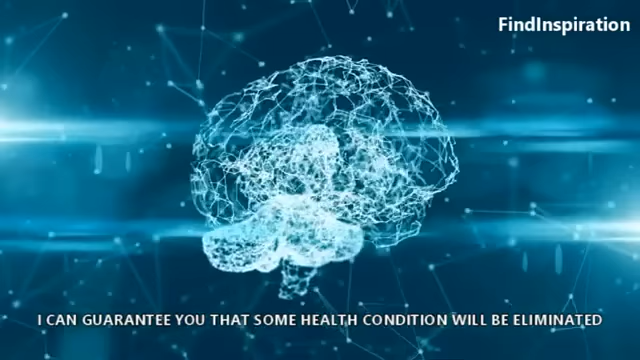 FindInspiration
I CAN GUARANTEE YOU THAT SOME HEALTH CONDITION WILL BE ELIMINATED